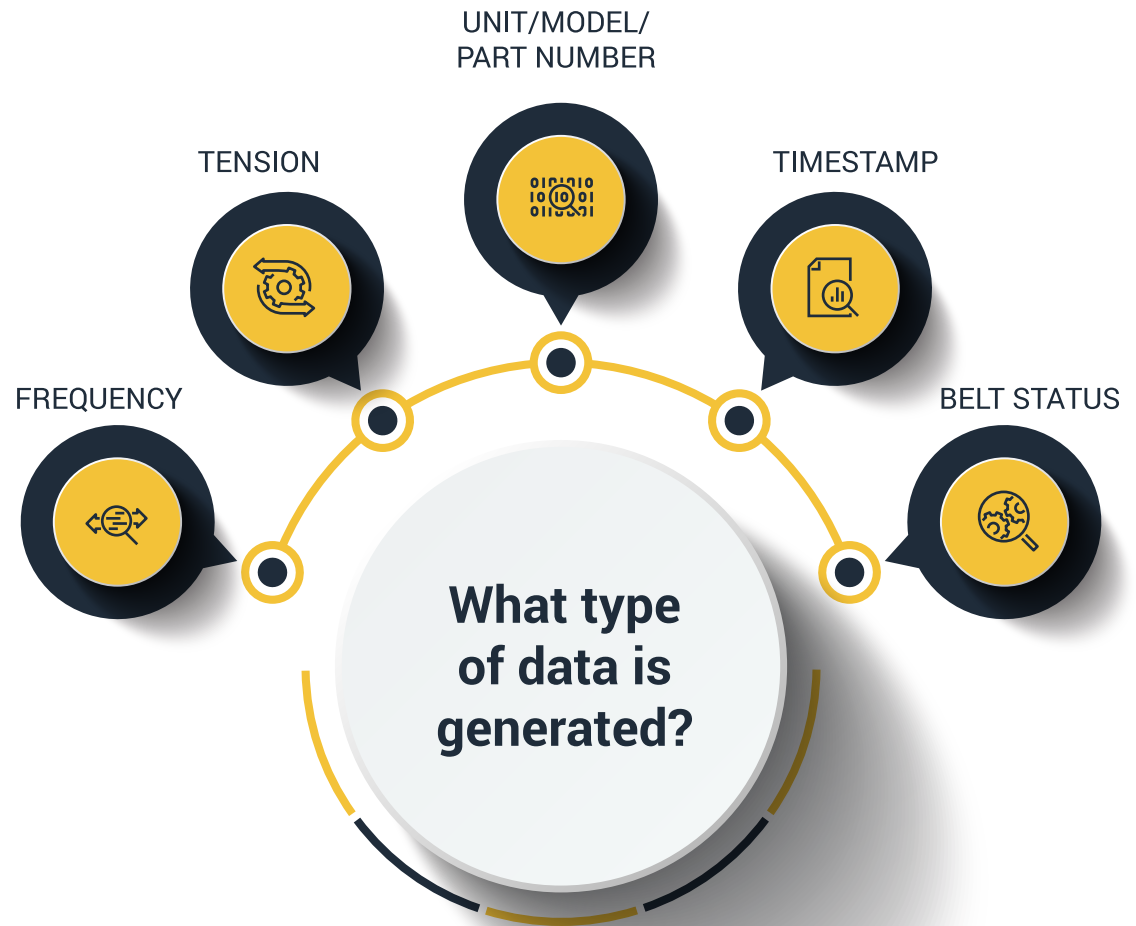 UNIT/MODEL/
PART NUMBER
TENSION
TIMESTAMP
FREQUENCY
BELT STATUS
What type
of data is
generated?